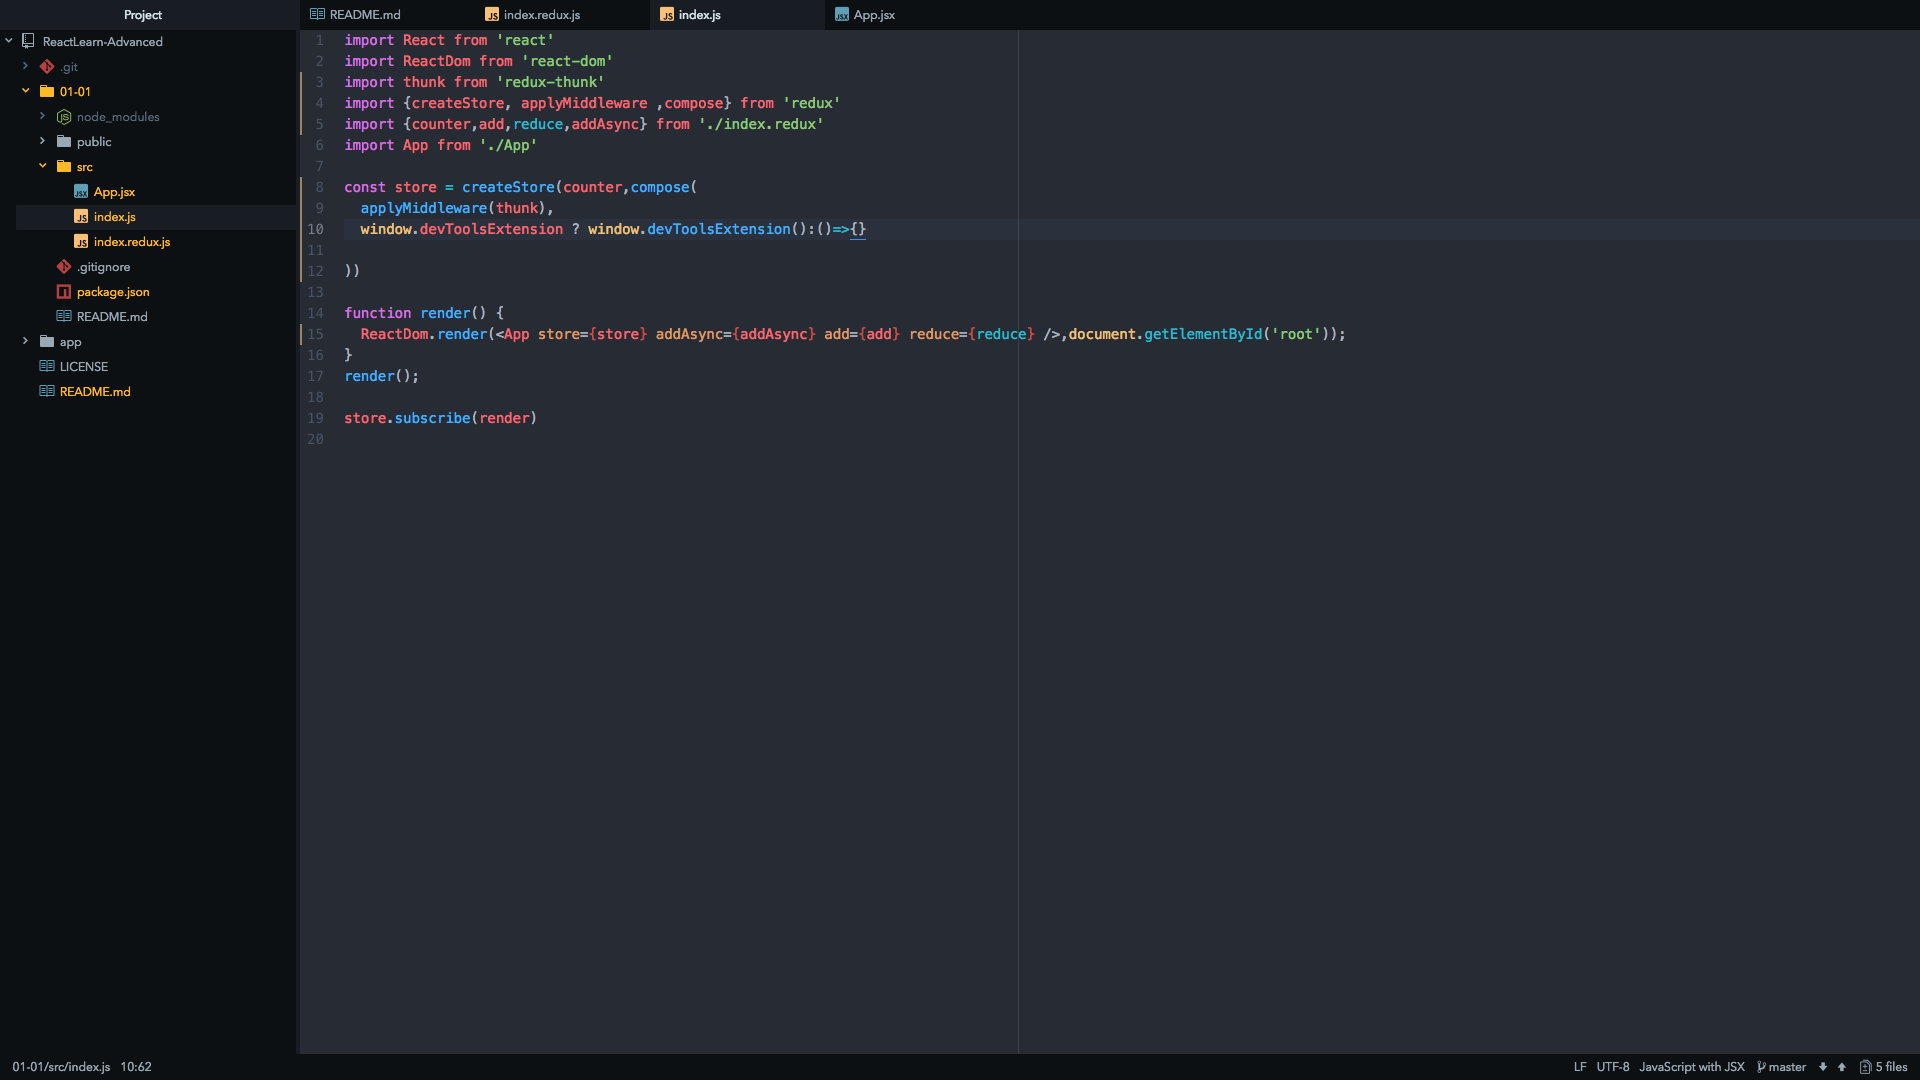 Project
README.md
index.redux.js
index.js
App.jsx
ReactLearn-Advanced
.git
01-01
node_modules
public
src
App.jsx
index.js
index.redux.js
.gitignore
package.json
README.md
app
LICENSE
README.md
1 import React from 'react'
2 import ReactDom from 'react-dom'
3 import thunk from 'redux-thunk'
4 import {createStore, applyMiddleware ,compose} from 'redux'
5 import {counter,add,reduce,addAsync} from './index.redux'
6 import App from './App'
7
8 const store = createStore(counter,compose(
9   applyMiddleware(thunk),
10   window.devToolsExtension ? window.devToolsExtension():()=>{}
11
12 ))
13
14 function render() {
15   ReactDom.render(<App store={store} addAsync={addAsync} add={add} reduce={reduce} />,document.getElementById('root'));
16 }
17 render();
18
19 store.subscribe(render)
20
01-01/src/index.js 10:62
LF UTF-8 JavaScript with JSX master 5 files